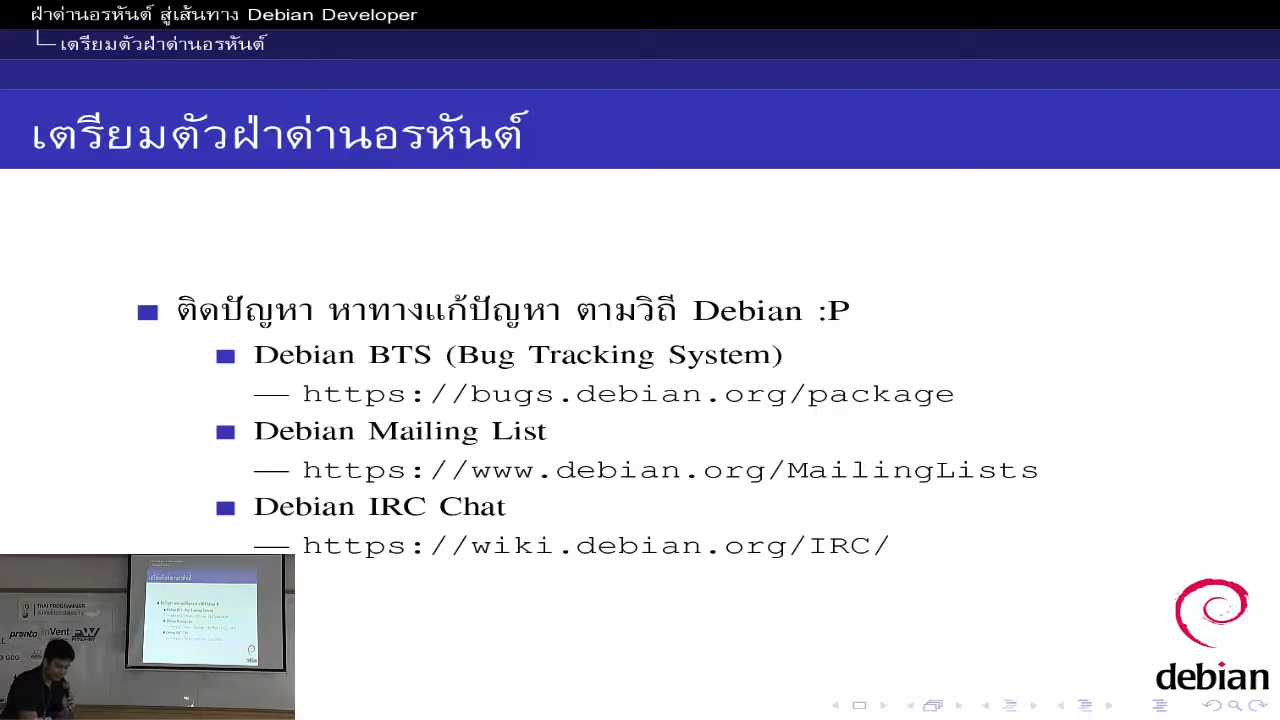 ฝ่าด่านอรหันต์ สู่เส้นทาง Debian Developer
เตรียมตัวฝ่าด่านอรหันต์
เตรียมตัวฝ่าด่านอรหันต์
ติดปัญหา หาทางแก้ปัญหา ตามวิถี Debian :P
Debian BTS (Bug Tracking System)
— https://bugs.debian.org/package
Debian Mailing List
— https://www.debian.org/MailingLists
Debian IRC Chat
— https://wiki.debian.org/IRC/
THAI PROGRAMMER
pronto inVent
GDG
debian